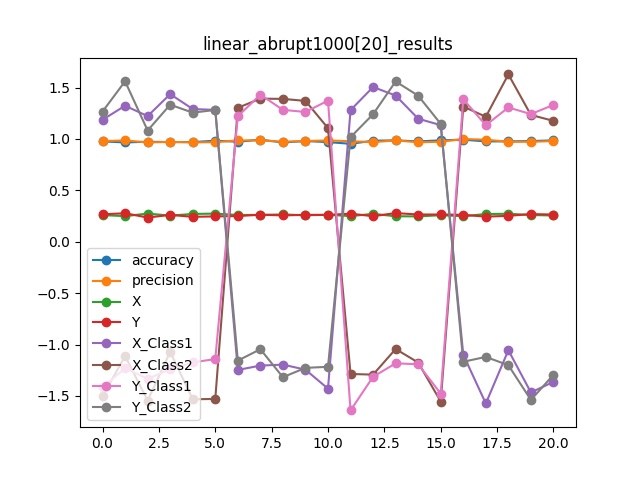 linear_abrupt1000[20]_results
1.5
1.0
0.5
0.0
−0.5
−1.0
−1.5
accuracy
precision
X
Y
X_Class1
X_Class2
Y_Class1
Y_Class2
0.0 2.5 5.0 7.5 10.0 12.5 15.0 17.5 20.0